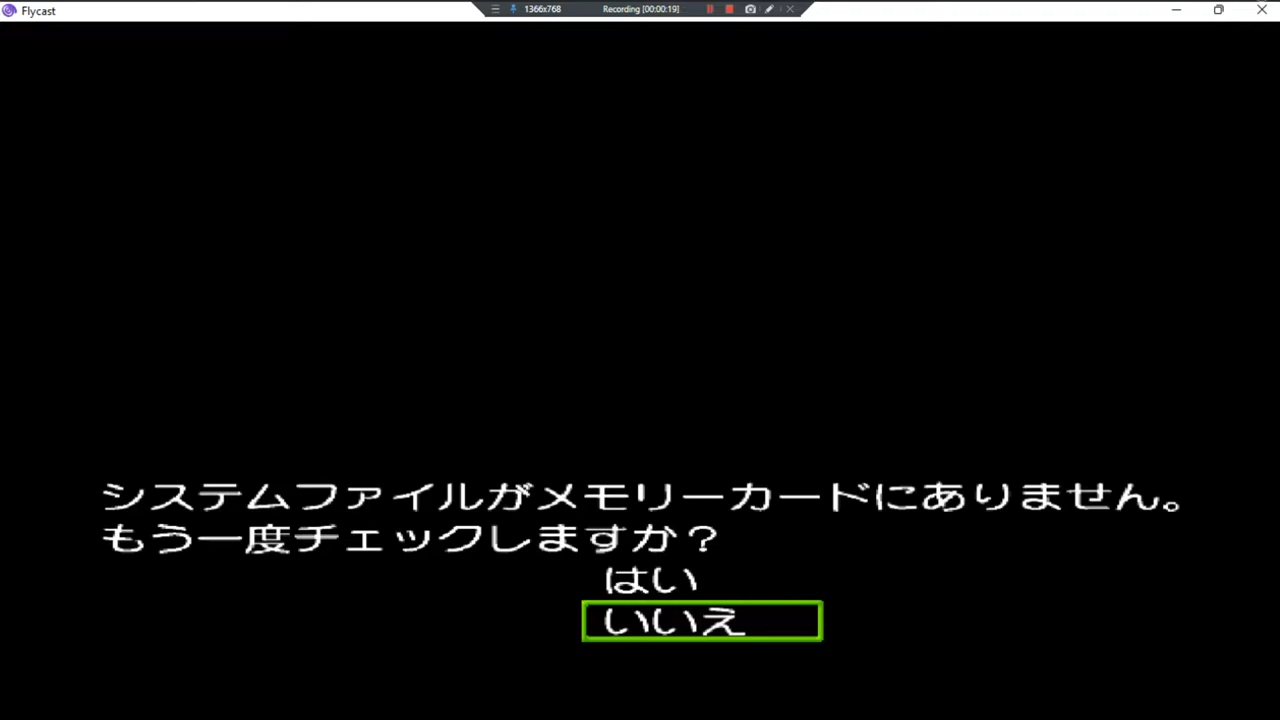 Flycast
1366x768
Recording [00:00:19]
システムファイルがメモリーカードにありません。
もう一度チェックしますか？
はい
いいえ